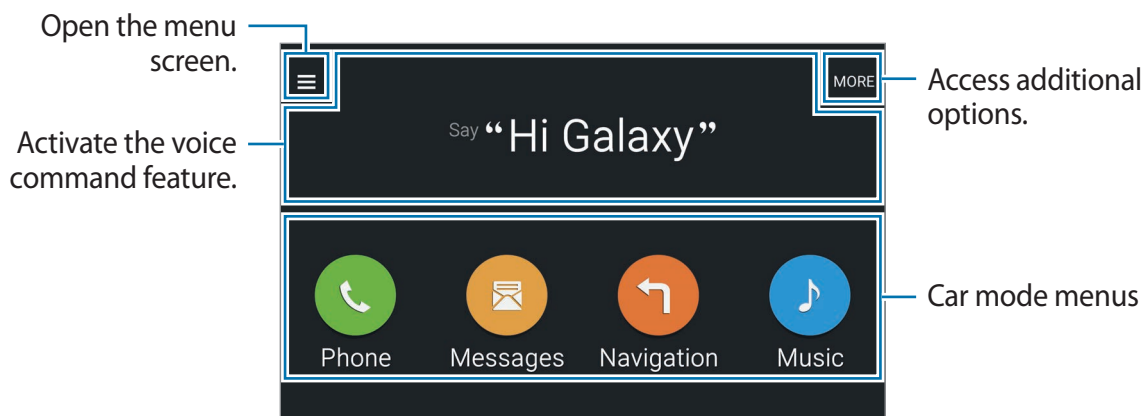 Open the menu
screen.
MORE
Access additional
options.
Say “Hi Galaxy”
Activate the voice
command feature.
Car mode menus
Phone Messages Navigation Music